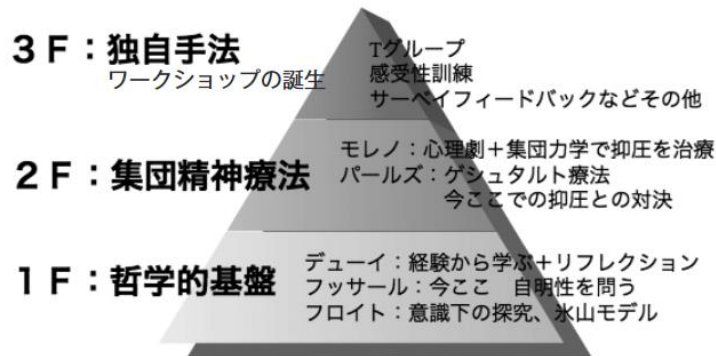 3F：独自手法
ワークショップの誕生
Tグループ
感受性訓練
サーベイフィードバックなどその他
2F：集団精神療法
モレノ：心理劇＋集団力学で抑圧を治療
パールズ：ゲシュタルト療法
今ここでの抑圧との対決
1F：哲学的基盤
デューイ：経験から学ぶ＋リフレクション
フッサール：今ここ　自明性を問う
フロイト：意識下の探究、氷山モデル